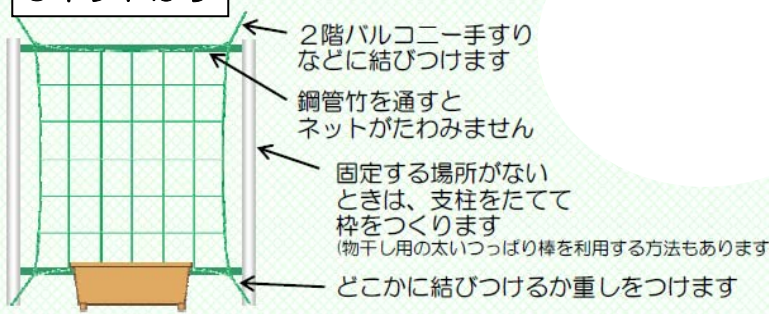 ２階バルコニー手すり
などに結びつけます
鋼管竹を通すと
ネットがたわみません
固定する場所がない
ときは、支柱をたてて
枠をつくります
(物干し用の太いつっぱり棒を利用する方法もあります
どこかに結びつけるか重しをつけます